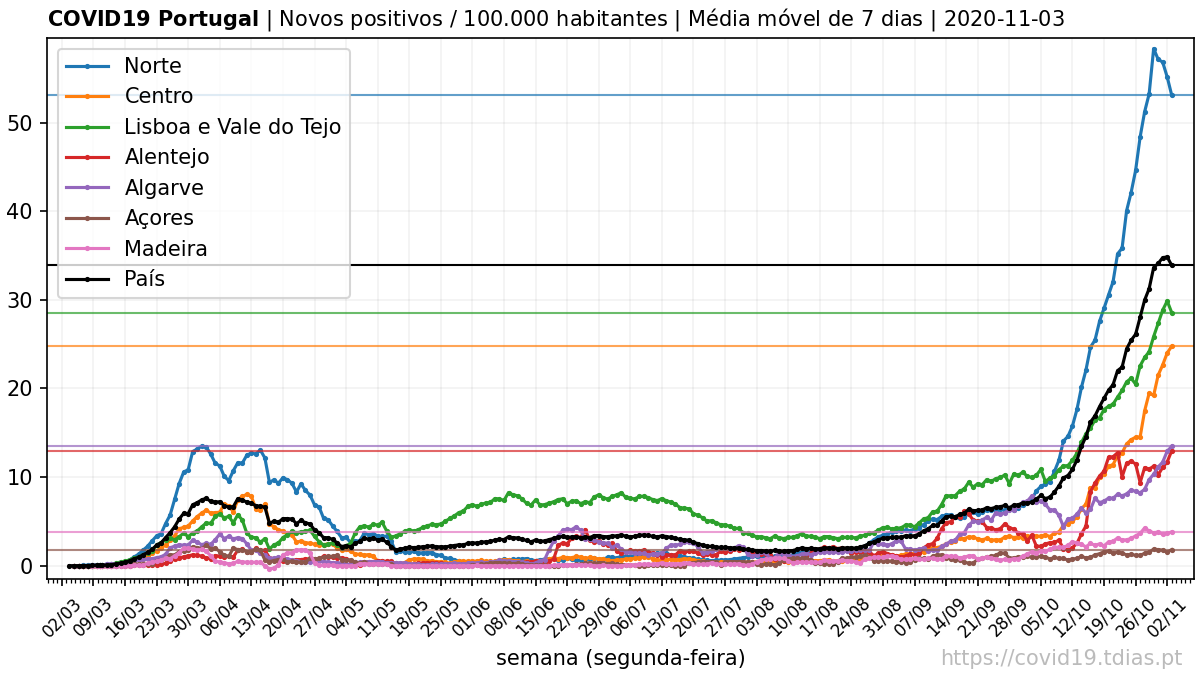 COVID19 Portugal | Novos positivos / 100.000 habitantes | Média móvel de 7 dias | 2020-11-03
Norte
Centro
Lisboa e Vale do Tejo
Alentejo
Algarve
Açores
Madeira
País
50
40
30
20
10
0
02/03 09/03 16/03 23/03 30/03 06/04 13/04 20/04 27/04 04/05 11/05 18/05 25/05 01/06 08/06 15/06 22/06 29/06 06/07 13/07 20/07 27/07 03/08 10/08 17/08 24/08 31/08 07/09 14/09 21/09 28/09 05/10 12/10 19/10 26/10 02/11
semana (segunda-feira)
https://covid19.tdias.pt